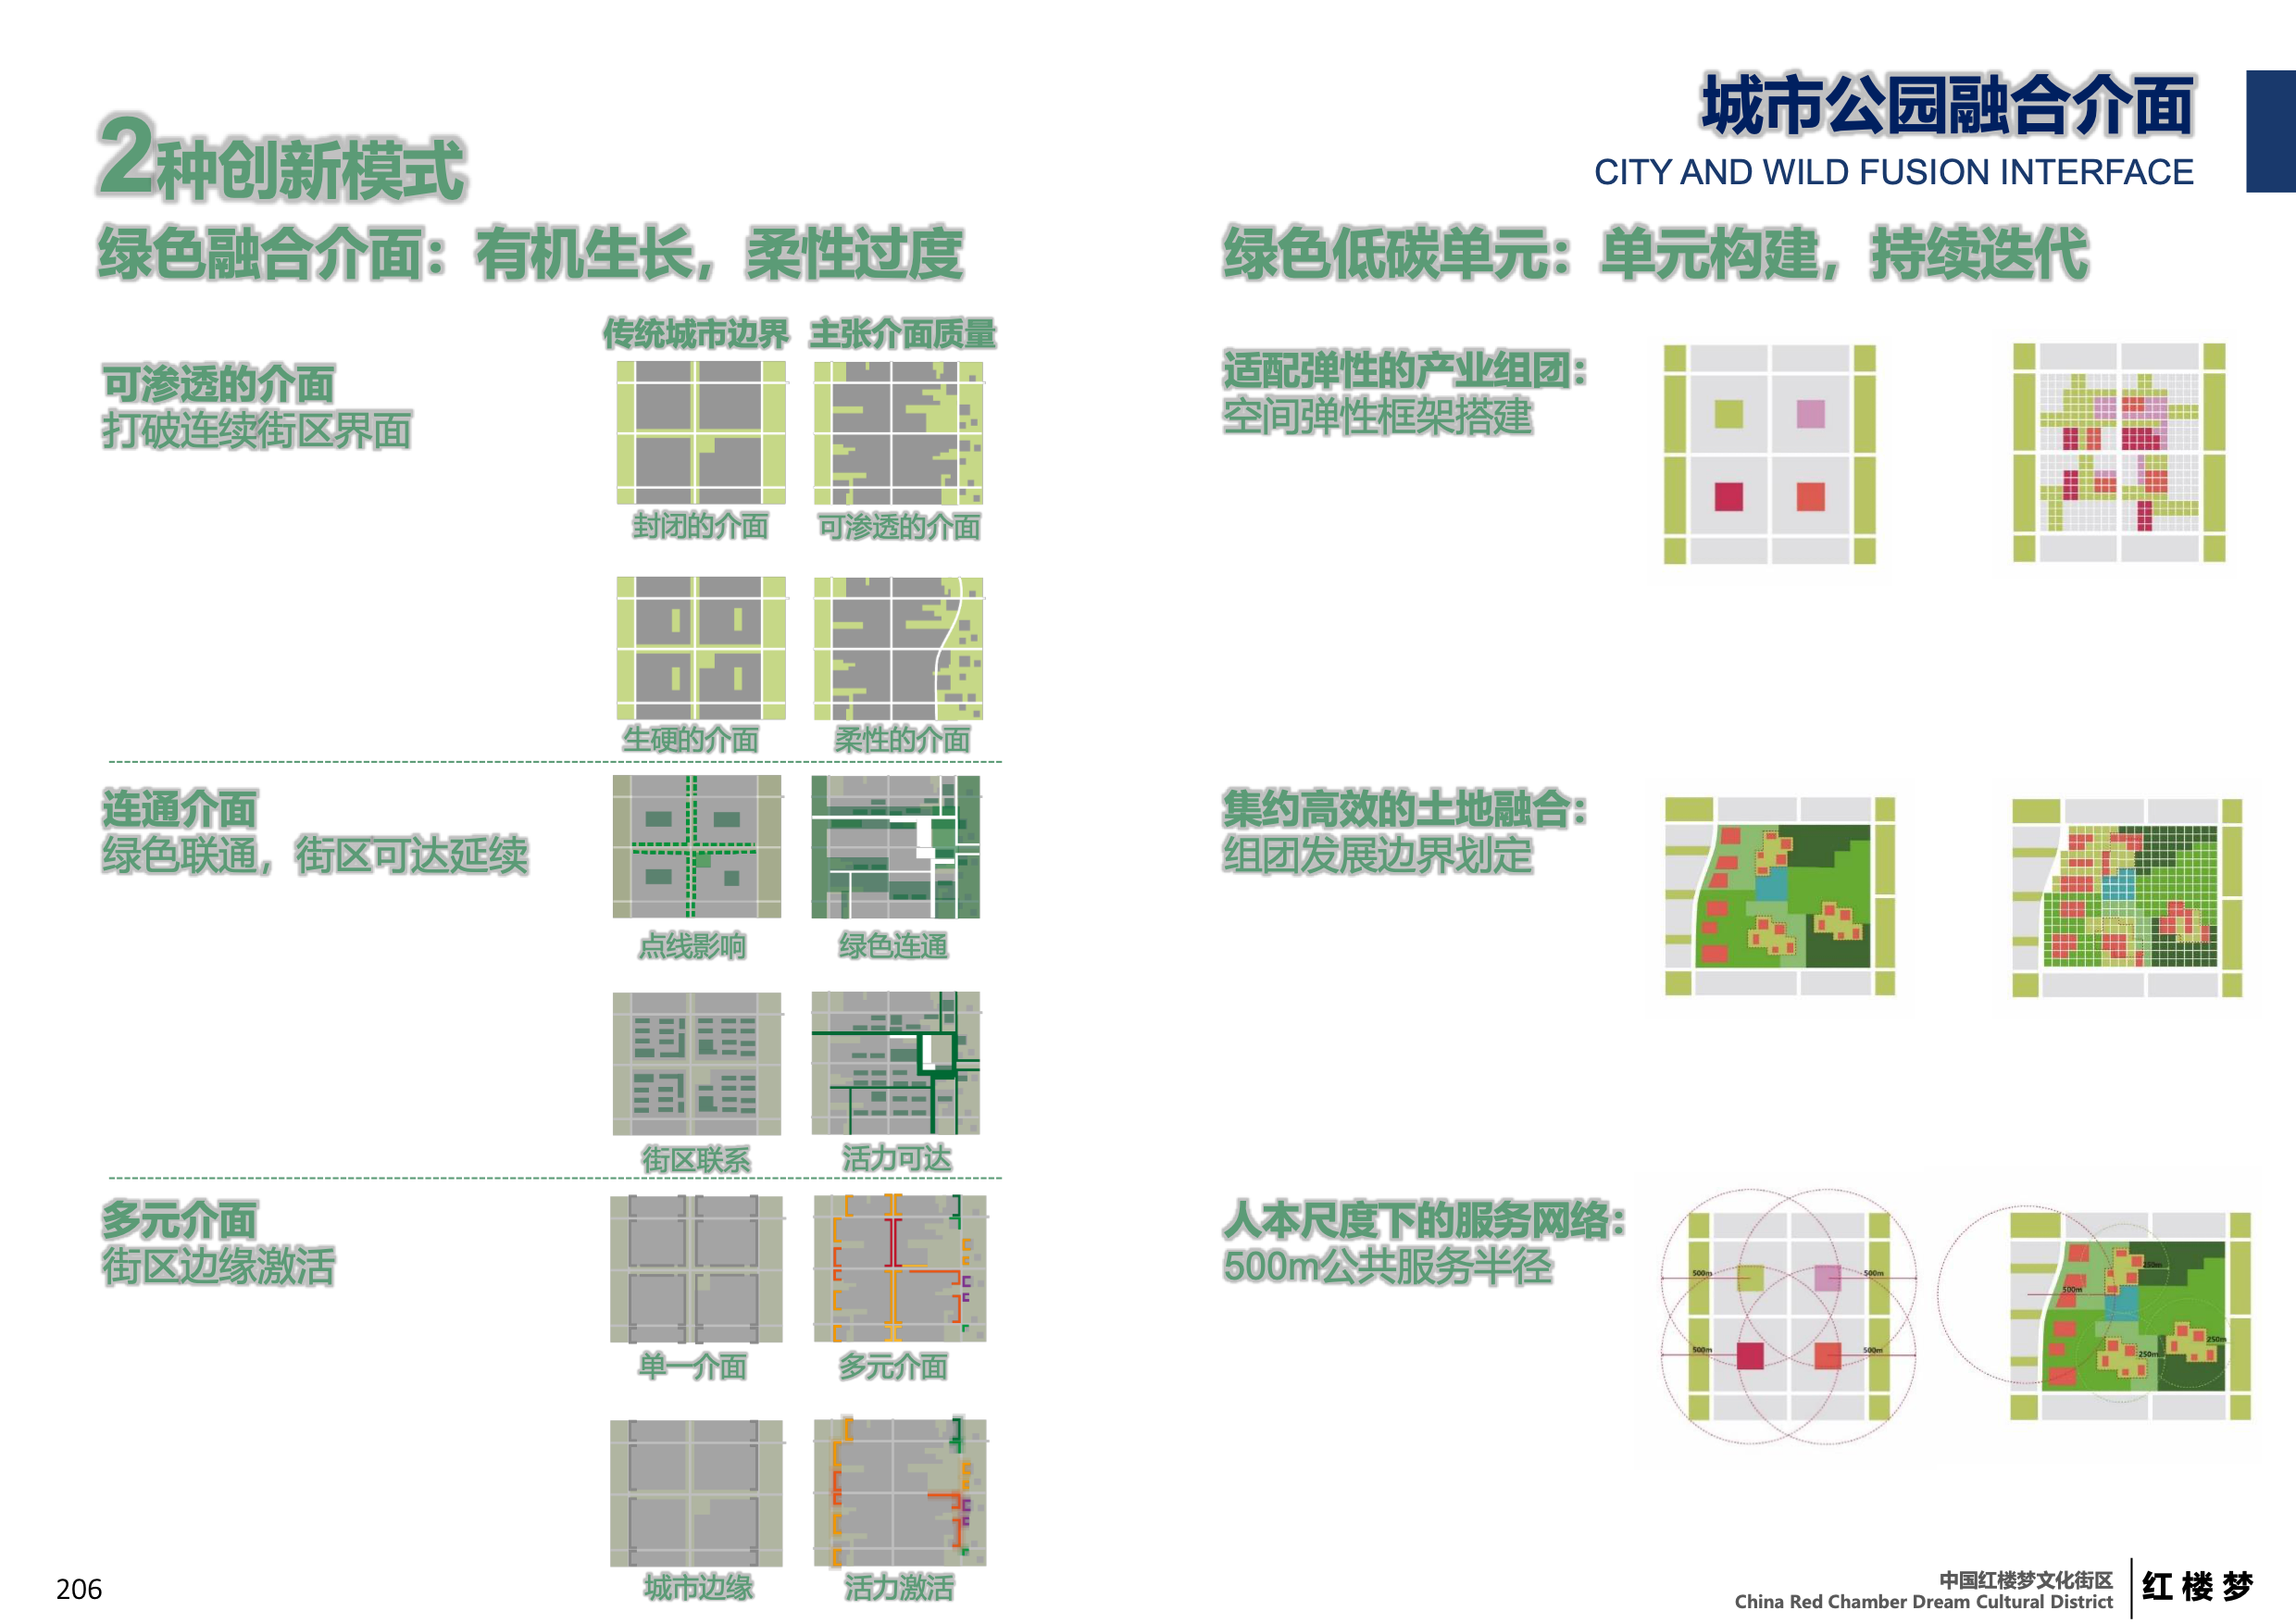 城市公园融合介面
CITY AND WILD FUSION INTERFACE
2种创新模式
绿色融合介面：有机生长，柔性过度
传统城市边界
主张介面质量
可渗透的介面
打破连续街区界面
封闭的介面
可渗透的介面
生硬的介面
柔性的介面
连通介面
绿色联通，街区可达延续
点线影响
绿色连通
街区联系
活力可达
多元介面
街区边缘激活
单一介面
多元介面
城市边缘
活力激活
绿色低碳单元：单元构建，持续迭代
适配弹性的产业组团：
空间弹性框架搭建
集约高效的土地融合：
组团发展边界划定
人本尺度下的服务网络：
500m公共服务半径
500m
500m
500m
500m
250m
500m
250m
250m
206
中国红楼梦文化街区
China Red Chamber Dream Cultural District
红楼梦